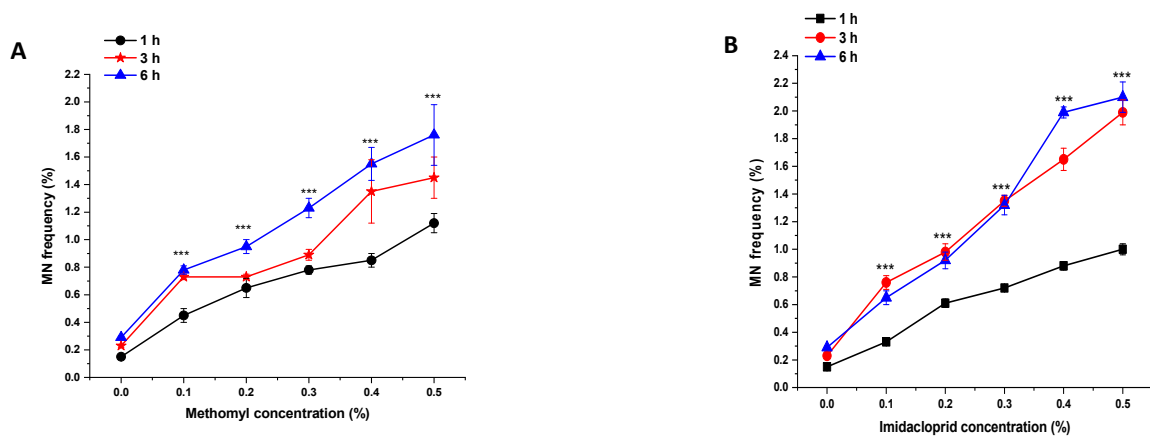 A
1 h
3 h
6 h
2.2
2.0
1.8
1.6
1.4
1.2
1.0
0.8
0.6
0.4
0.2
0.0
MN frequency (%)
***
***
***
***
***
0.0 0.1 0.2 0.3 0.4 0.5
Methomyl concentration (%)
B
1 h
3 h
6 h
2.4
2.2
2.0
1.8
1.6
1.4
1.2
1.0
0.8
0.6
0.4
0.2
0.0
MN frequency (%)
***
***
***
***
***
0.0 0.1 0.2 0.3 0.4 0.5
Imidacloprid concentration (%)